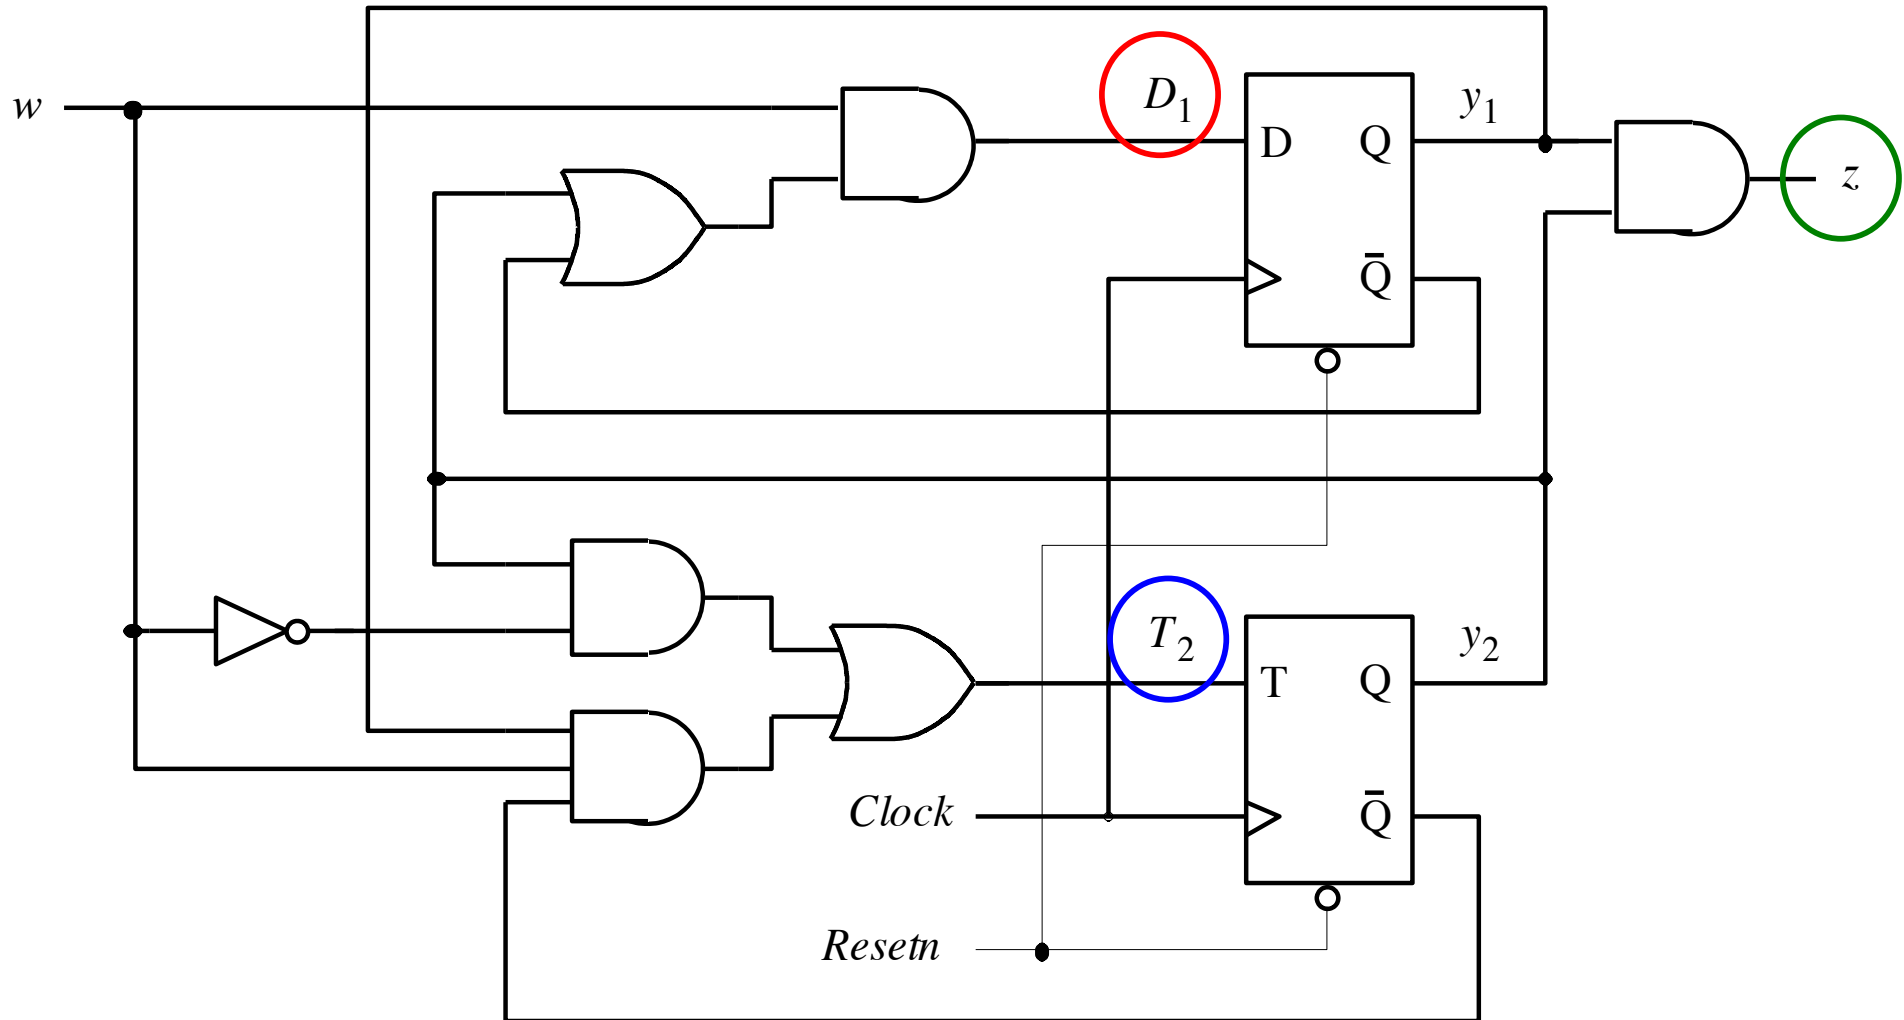 w
D1
D Q
y1
z
Q̄
T2
T Q
y2
Clock
Q̄
Resetn